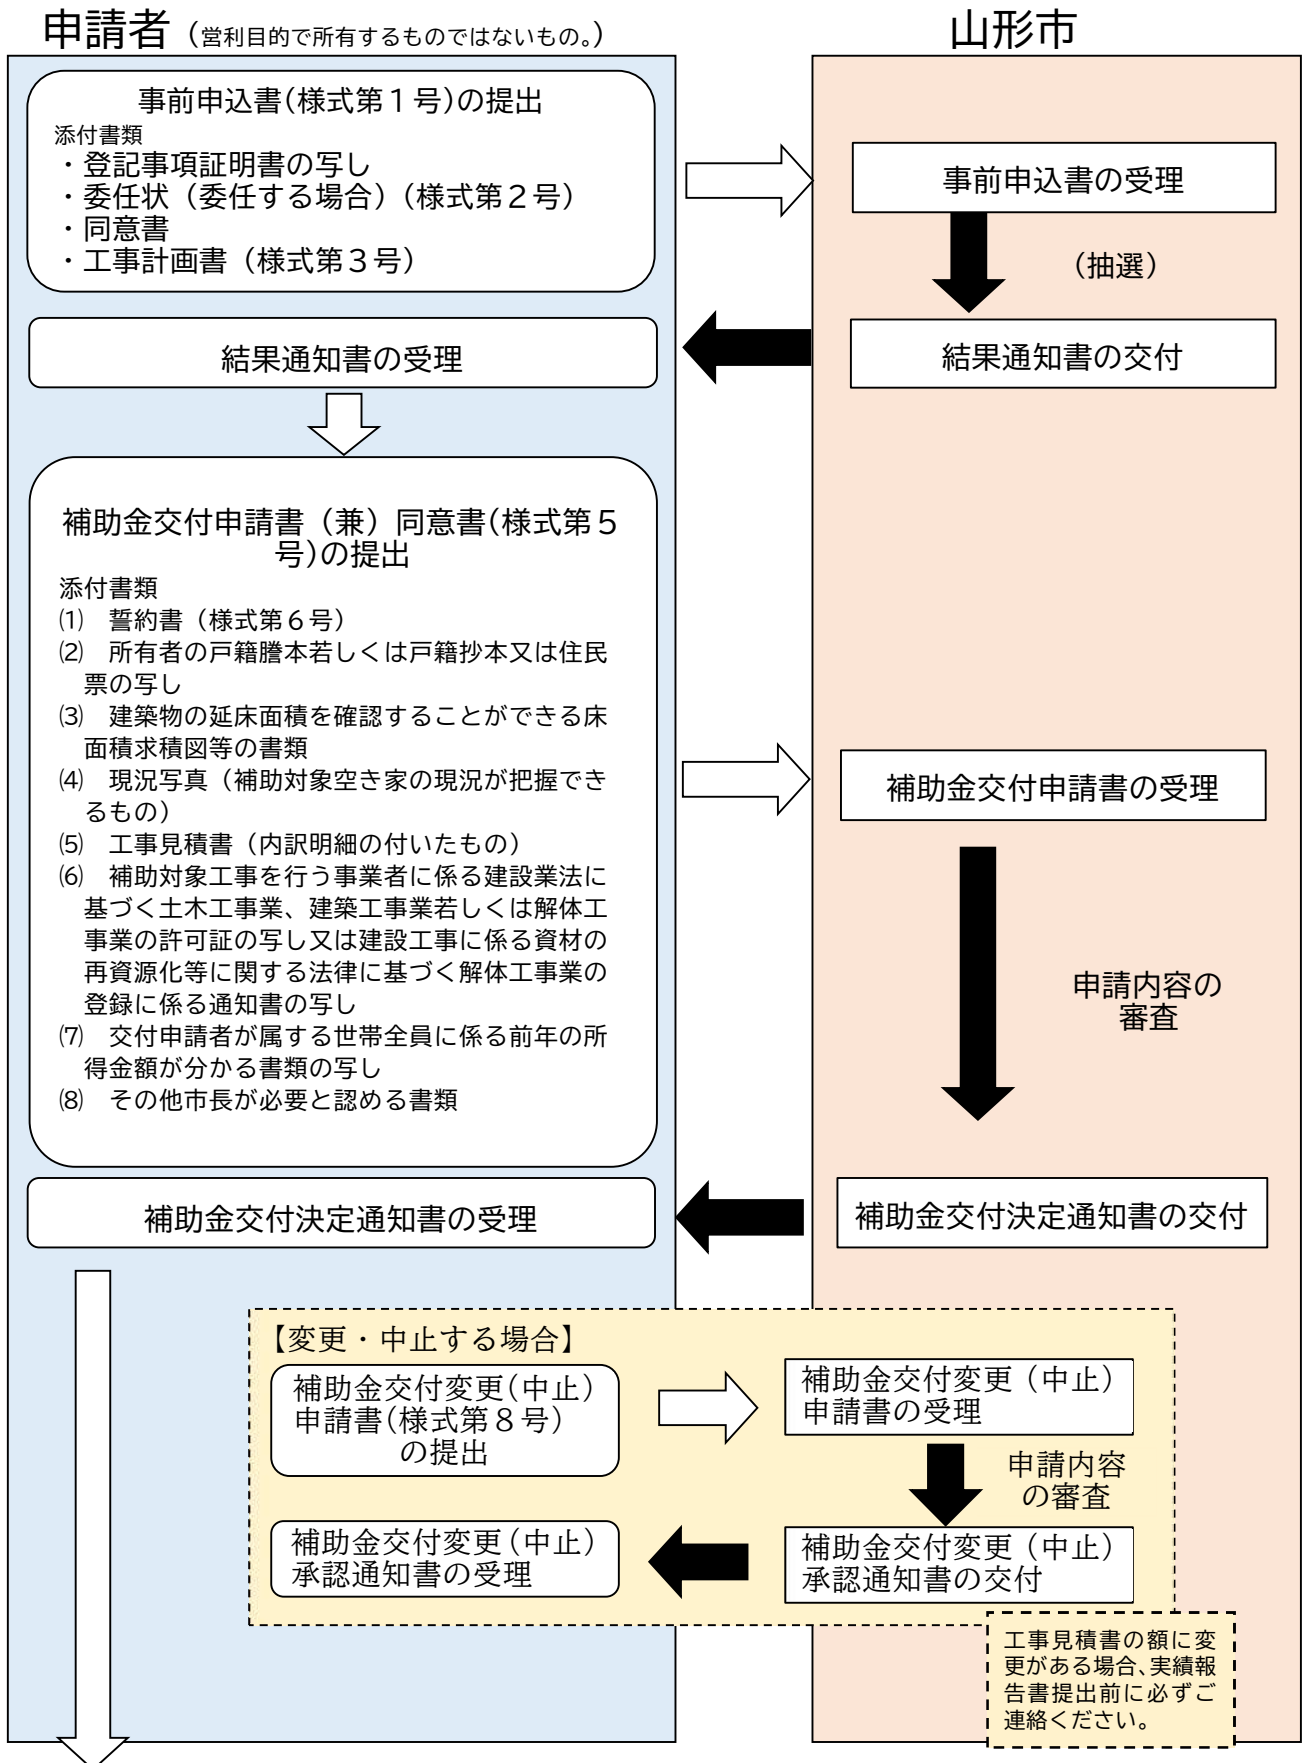 申請者（営利目的で所有するものではないもの。）
山形市
事前申込書(様式第１号)の提出
添付書類
・登記事項証明書の写し
・委任状（委任する場合）(様式第２号）
・同意書
・工事計画書（様式第３号）
事前申込書の受理
（抽選）
結果通知書の受理
結果通知書の交付
補助金交付申請書（兼）同意書(様式第５
号)の提出
添付書類
⑴　誓約書（様式第６号）
⑵　所有者の戸籍謄本若しくは戸籍抄本又は住民
票の写し
⑶　建築物の延床面積を確認することができる床
面積求積図等の書類
⑷　現況写真（補助対象空き家の現況が把握でき
るもの）
⑸　工事見積書（内訳明細の付いたもの）
⑹　補助対象工事を行う事業者に係る建設業法に
基づく土木工事業、建築工事業若しくは解体工
事業の許可証の写し又は建設工事に係る資材の
再資源化等に関する法律に基づく解体工事業の
登録に係る通知書の写し
⑺　交付申請者が属する世帯全員に係る前年の所
得金額が分かる書類の写し
⑻　その他市長が必要と認める書類
補助金交付申請書の受理
申請内容の
審査
補助金交付決定通知書の受理
補助金交付決定通知書の交付
【変更・中止する場合】
補助金交付変更(中止）
申請書(様式第８号）
の提出
補助金交付変更（中止）
申請書の受理
申請内容
の審査
補助金交付変更（中止）
承認通知書の受理
補助金交付変更（中止）
承認通知書の交付
工事見積書の額に変
更がある場合、実績報
告書提出前に必ずご
連絡ください。